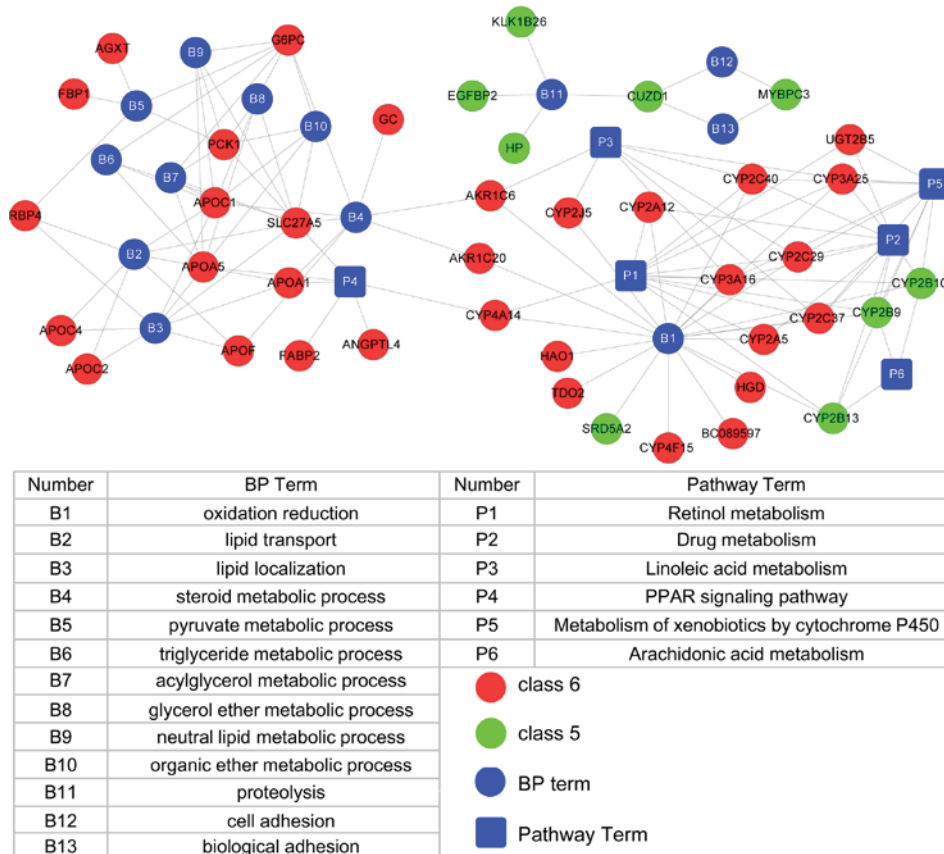 KLK1B26
G6PC
AGXT
B9
B12
FBP1
B5
B8
EGFBP2
B11
CUZD1
MYBPC3
B10
GC
B13
HP
P3
UGT2B5
PCK1
B6
B7
CYP2C40
CYP3A25
P5
AKR1C6
APOC1
RBP4
SLC27A5
B4
CYP2J5
CYP2A12
P2
B2
AKR1C20
CYP2C29
APOA5
APOA1
P4
P1
CYP3A16
CYP2B10
CYP4A14
CYP2C37
CYP2B9
APOC4
B3
B1
CYP2A5
APOC2
APOF
FABP2
ANGPTL4
HAO1
P6
TDO2
HGD
CYP2B13
SRD5A2
CYP4F15
BC089597
Number BP Term Number Pathway Term
B1 oxidation reduction P1 Retinol metabolism
B2 lipid transport P2 Drug metabolism
B3 lipid localization P3 Linoleic acid metabolism
B4 steroid metabolic process P4 PPAR signaling pathway
B5 pyruvate metabolic process P5 Metabolism of xenobiotics by cytochrome P450
B6 triglyceride metabolic process P6 Arachidonic acid metabolism
B7 acylglycerol metabolic process
B8 glycerol ether metabolic process
B9 neutral lipid metabolic process
B10 organic ether metabolic process
B11 proteolysis
B12 cell adhesion
B13 biological adhesion
class 6
class 5
BP term
Pathway Term